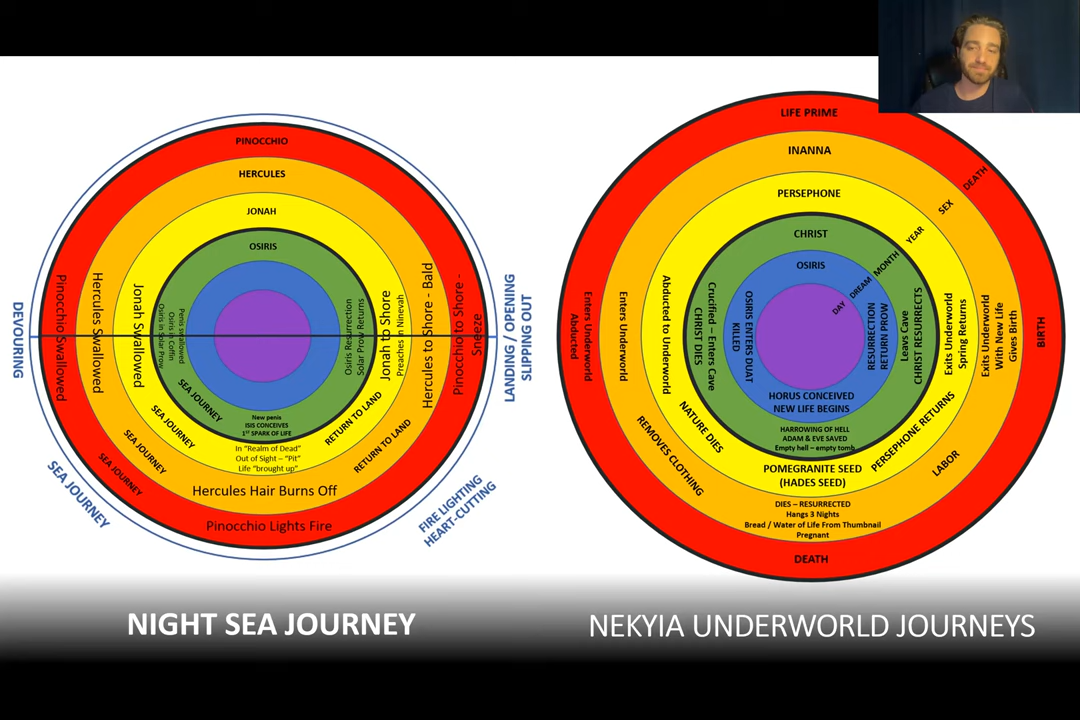 PINOCCHIO
HERCULES
JONAH
OSIRIS
DEVOURING
Pinocchio Swallowed
Hercules Swallowed
Jonah Swallowed
Penis swallowed
Osiris in Coffin
Osiris in Solar Prow
Osiris Resurrection
Solar Prow Returns
Jonah to Shore
Preaches in Ninevah
Hercules to Shore - Bald
Pinocchio to Shore -
Sneeze
LANDING / OPENING
SLIPPING OUT
SEA JOURNEY
SEA JOURNEY
SEA JOURNEY
SEA JOURNEY
SEA JOURNEY
New penis
ISIS CONCEIVES
1ST SPARK OF LIFE
In “Realm of Dead”
Out of Sight – “Pit”
Life “brought up”
RETURN TO LAND
RETURN TO LAND
Hercules Hair Burns Off
Pinocchio Lights Fire
FIRE LIGHTING
HEART-CUTTING
NIGHT SEA JOURNEY
LIFE PRIME
INANNA
PERSEPHONE
CHRIST
OSIRIS
DEATH
SEX
YEAR
MONTH
DREAM
DAY
Enters Underworld
Abducted
Enters Underworld
Abducted to Underworld
Crucified – Enters Cave
CHRIST DIES
OSIRIS ENTERS DUAT
KILLED
RESURRECTION
RETURN PROW
Leavs Cave
CHRIST RESURRECTS
Exits Underworld
Spring Returns
Exits Underworld
With New Life
Gives Birth
BIRTH
HORUS CONCEIVED
NEW LIFE BEGINS
HARROWING OF HELL
ADAM & EVE SAVED
Empty hell – empty tomb
NATURE DIES
PERSEPHONE RETURNS
REMOVES CLOTHING
LABOR
POMEGRANITE SEED
(HADES SEED)
DIES – RESURRECTED
Hangs 3 Nights
Bread / Water of Life From Thumbnail
Pregnant
DEATH
NEKYIA UNDERWORLD JOURNEYS